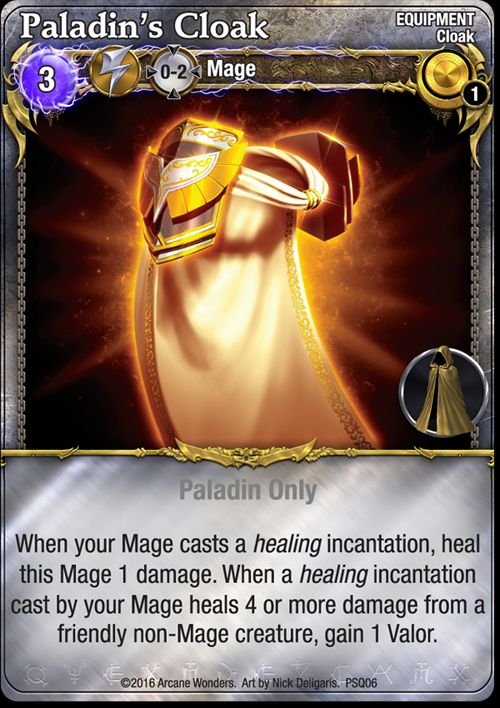 Paladin's Cloak
EQUIPMENT
Cloak
3
0-2
Mage
1
Paladin Only
When your Mage casts a healing incantation, heal
this Mage 1 damage. When a healing incantation
cast by your Mage heals 4 or more damage from a
friendly non-Mage creature, gain 1 Valor.
©2016 Arcane Wonders. Art by Nick Deligaris. PSQ06